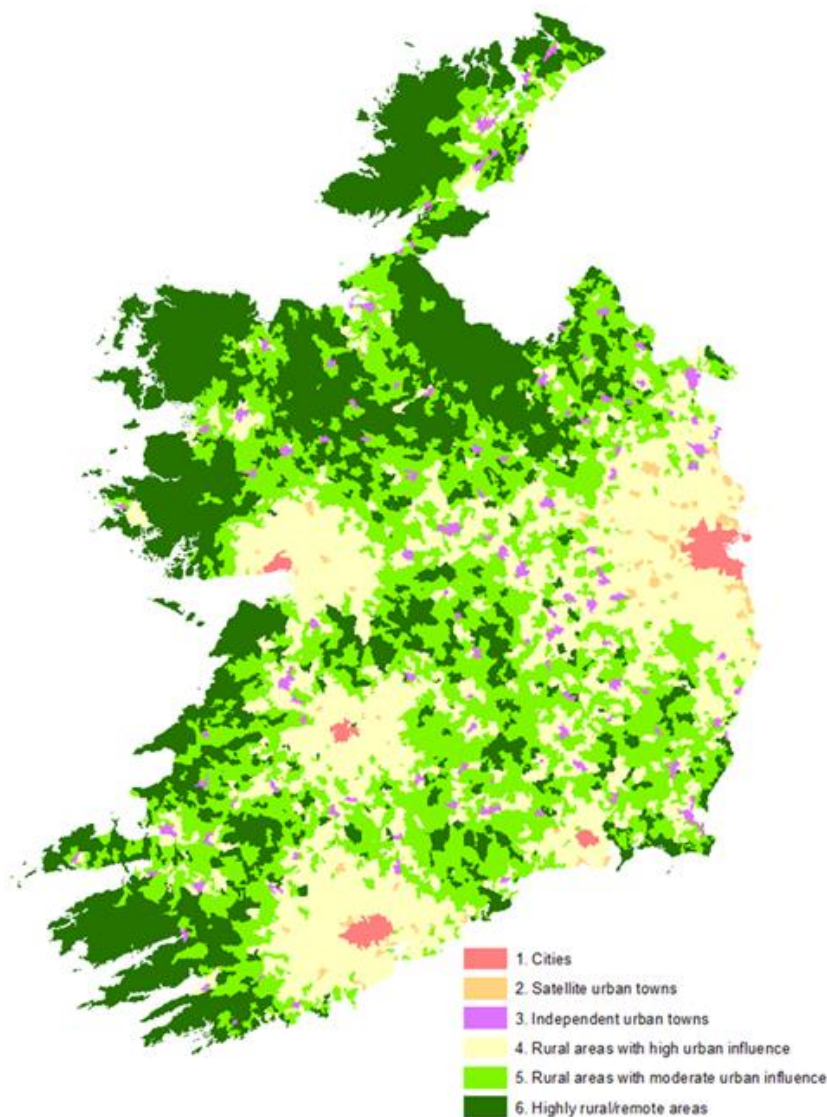 1. Cities
2. Satellite urban towns
3. Independent urban towns
4. Rural areas with high urban influence
5. Rural areas with moderate urban influence
6. Highly rural/remote areas